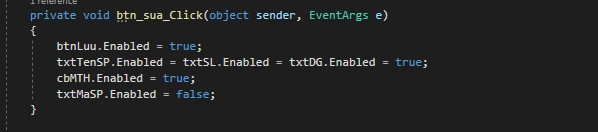 1 reference
private void btn_sua_Click(object sender, EventArgs e)
{
btnLuu.Enabled = true;
txtTenSP.Enabled = txtSL.Enabled = txtDG.Enabled = true;
cbMTH.Enabled = true;
txtMaSP.Enabled = false;
}